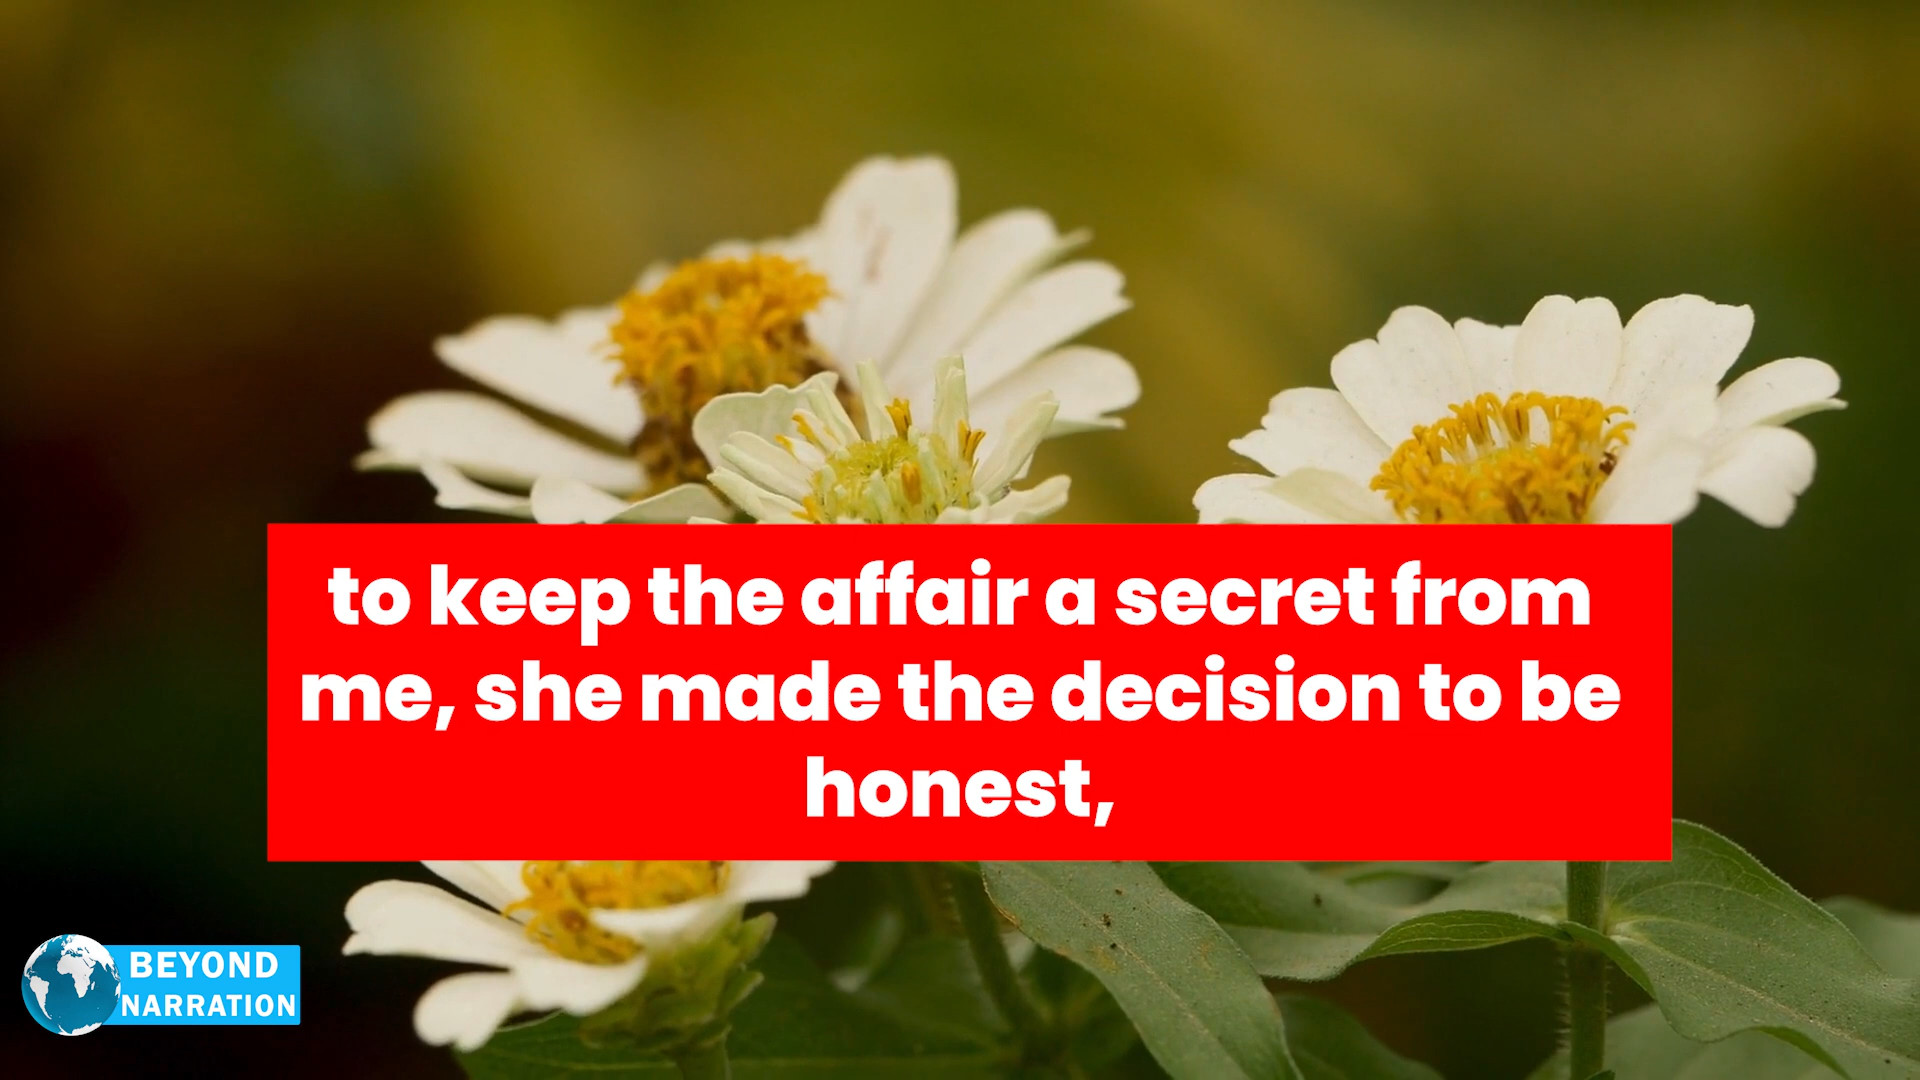 to keep the affair a secret from
me, she made the decision to be
honest,
BEYOND
NARRATION